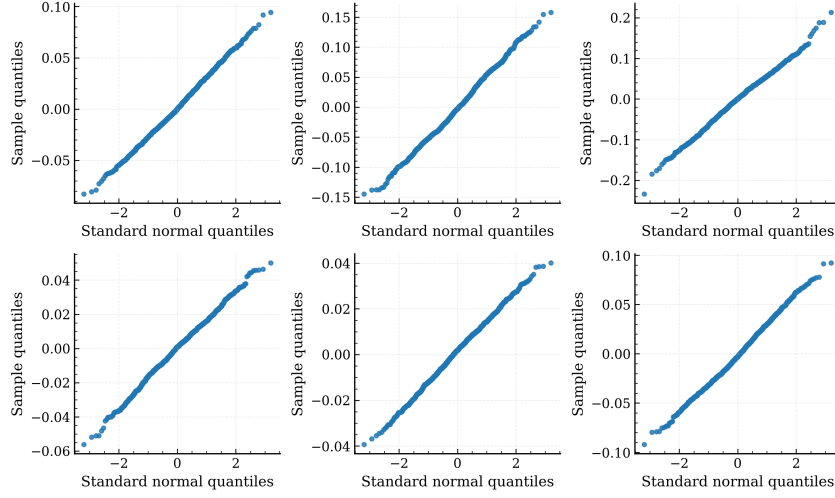 0.10
0.05
0.00
−0.05
Sample quantiles
−2 0 2
Standard normal quantiles
0.15
0.10
0.05
0.00
−0.05
−0.10
−0.15
Sample quantiles
−2 0 2
Standard normal quantiles
0.2
0.1
0.0
−0.1
−0.2
Sample quantiles
−2 0 2
Standard normal quantiles
0.04
0.02
0.00
−0.02
−0.04
−0.06
Sample quantiles
−2 0 2
Standard normal quantiles
0.04
0.02
0.00
−0.02
−0.04
Sample quantiles
−2 0 2
Standard normal quantiles
0.10
0.05
0.00
−0.05
−0.10
Sample quantiles
−2 0 2
Standard normal quantiles